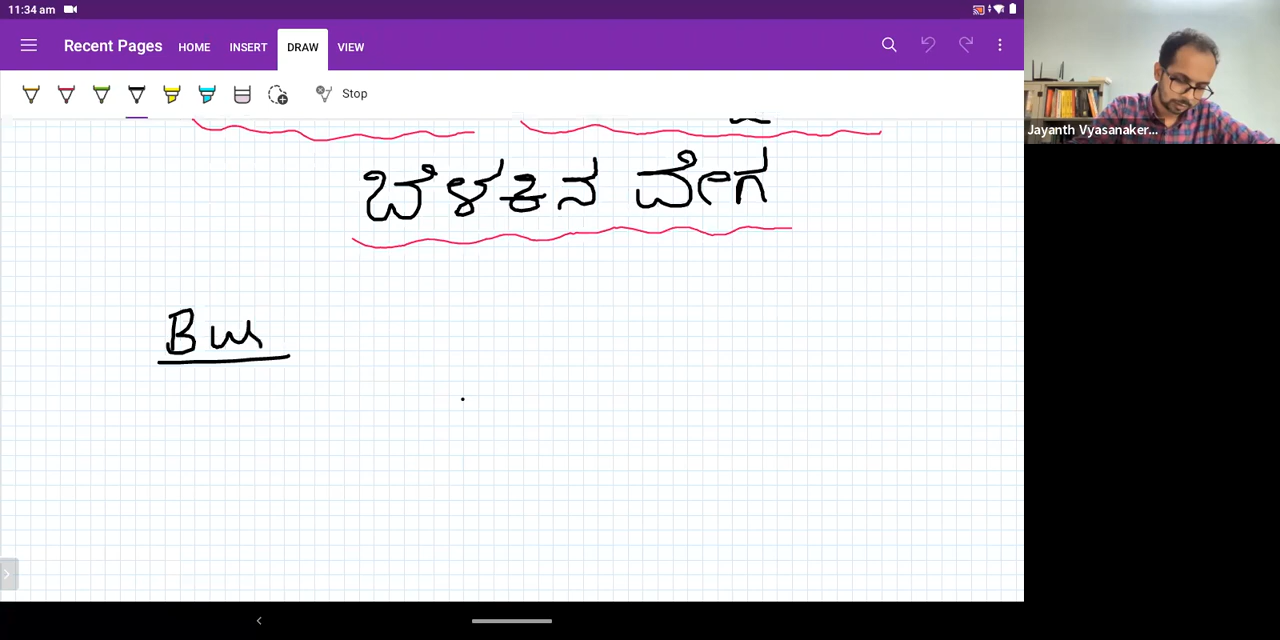 11:34 am
Recent Pages HOME INSERT DRAW VIEW
Stop
ಬೆಳಕಿನ ವೇಗ
Bus
Jayanth Vyasanaker...